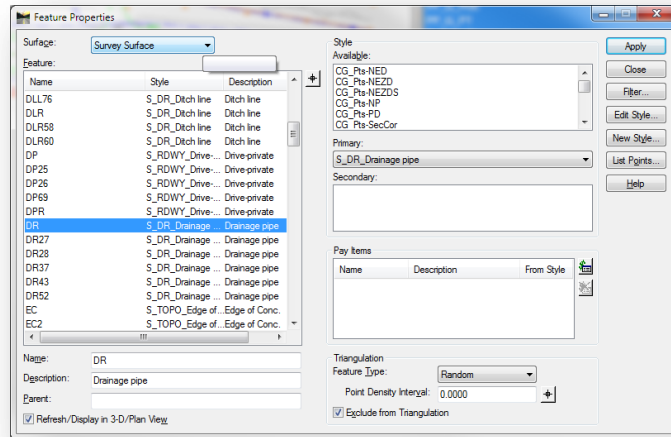 Feature Properties
Surface:
Survey Surface
Feature:
Name Style Description
DLL76 S_DR_Ditch line Ditch line
DLR S_DR_Ditch line Ditch line
DLR58 S_DR_Ditch line Ditch line
DLR60 S_DR_Ditch line Ditch line
DP S_RDWY_Drive-... Drive-private
DP25 S_RDWY_Drive-... Drive-private
DP26 S_RDWY_Drive-... Drive-private
DP69 S_RDWY_Drive-... Drive-private
DPR S_RDWY_Drive-... Drive-private
DR S_DR_Drainage ... Drainage pipe
DR27 S_DR_Drainage ... Drainage pipe
DR28 S_DR_Drainage ... Drainage pipe
DR37 S_DR_Drainage ... Drainage pipe
DR43 S_DR_Drainage ... Drainage pipe
DR52 S_DR_Drainage ... Drainage pipe
EC S_TOPO_Edge of... Edge of Conc.
EC2 S_TOPO_Edge of... Edge of Conc.
Name: DR
Description: Drainage pipe
Parent:
Refresh/Display in 3-D/Plan View
Style
Available:
CG_Pts-NED
CG_Pts-NEZD
CG_Pts-NEZDS
CG_Pts-NP
CG_Pts-PD
CG_Pts-SecCor
Primary:
S_DR_Drainage pipe
Secondary:
Pay Items
Name Description From Style
Triangulation
Feature Type: Random
Point Density Interval: 0.0000
Exclude from Triangulation
Apply
Close
Filter...
Edit Style...
New Style...
List Points...
Help